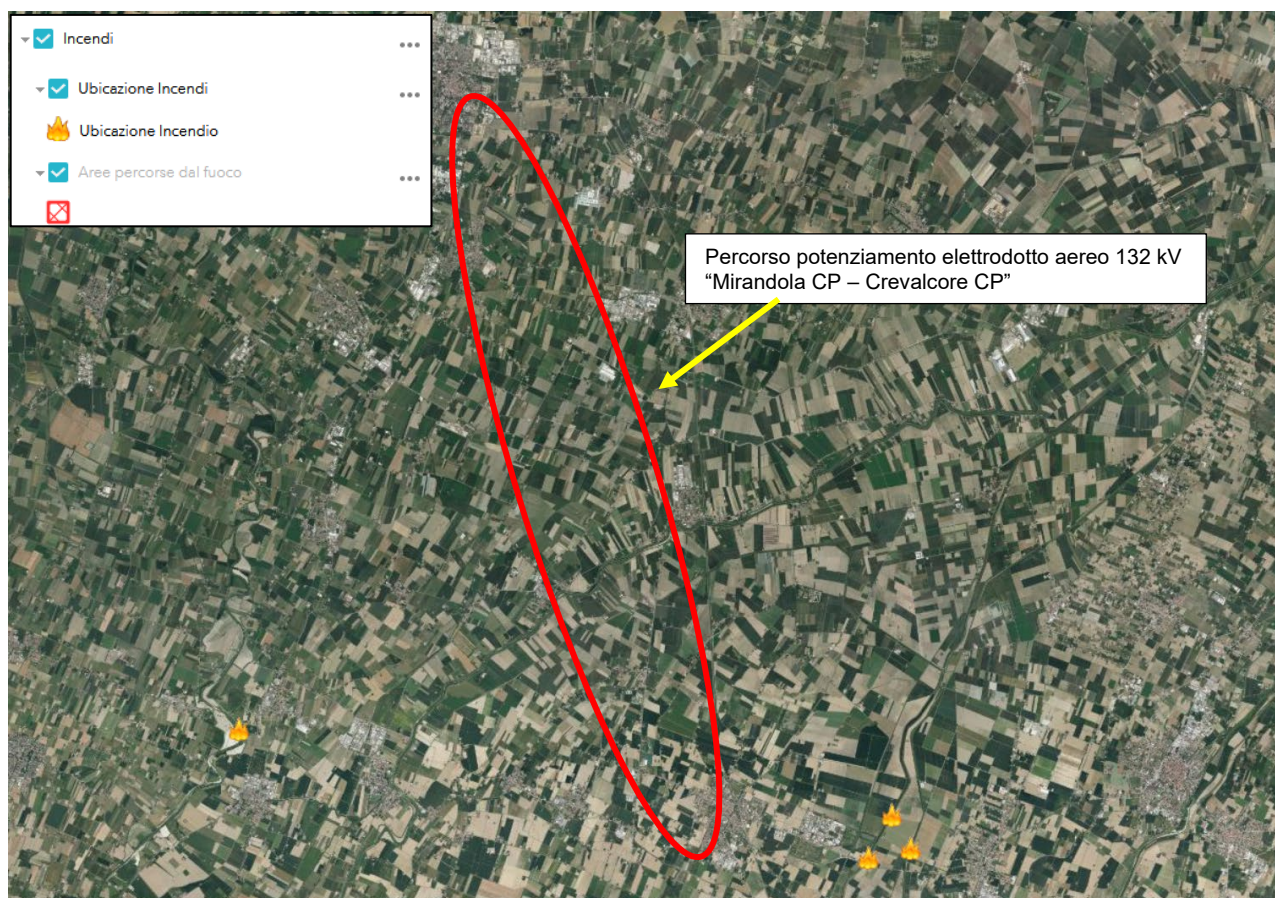 Incendi
Ubicazione Incendi
Ubicazione Incendio
Aree percorse dal fuoco
Percorso potenziamento elettrodotto aereo 132 kV
“Mirandola CP – Crevalcore CP”